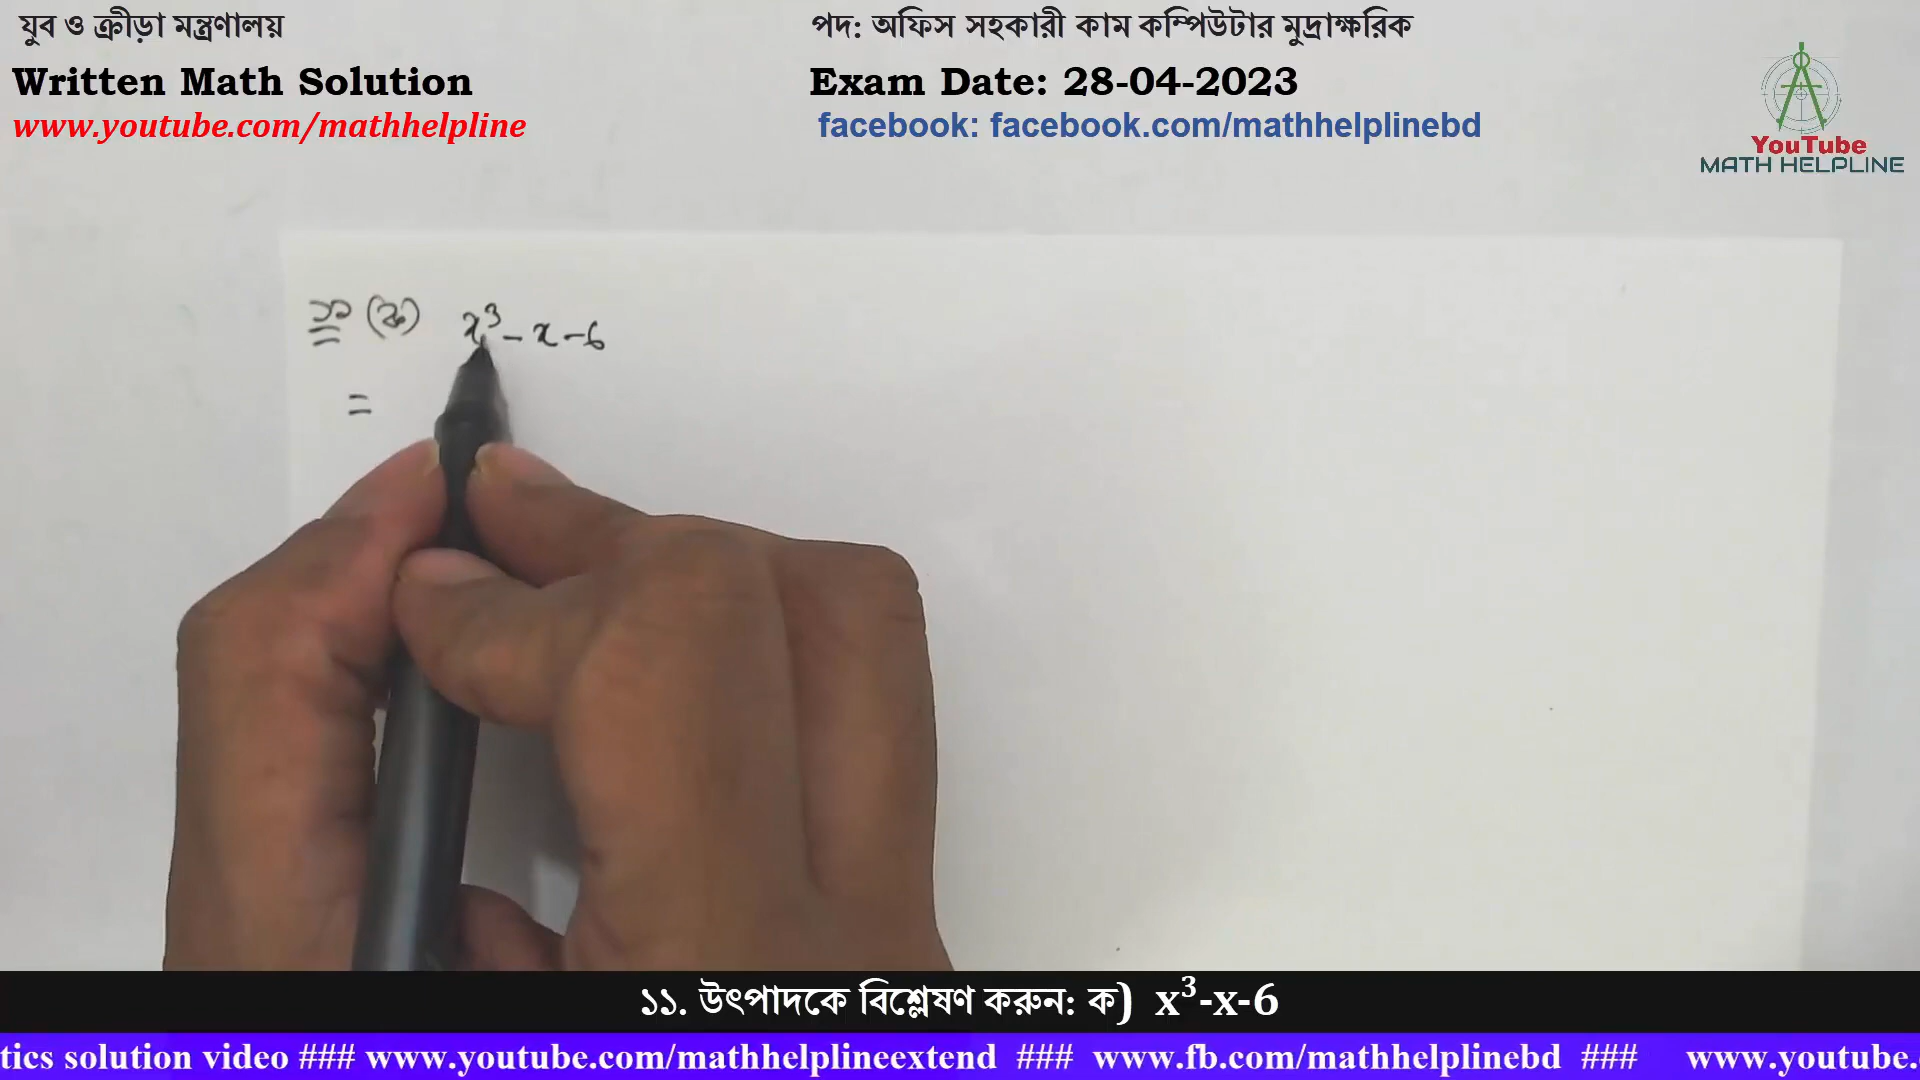 যুব ও ক্রীড়া মন্ত্রণালয়
পদ: অফিস সহকারী কাম কম্পিউটার মুদ্রাক্ষরিক
Written Math Solution
Exam Date: 28-04-2023
www.youtube.com/mathhelpline
facebook: facebook.com/mathhelplinebd
YouTube
MATH HELPLINE
১১ (ক) x³-x-6
=
১১. উৎপাদকে বিশ্লেষণ করুন: ক) x³-x-6
tics solution video ### www.youtube.com/mathhelplineextend ### www.fb.com/mathhelplinebd ### www.youtube.